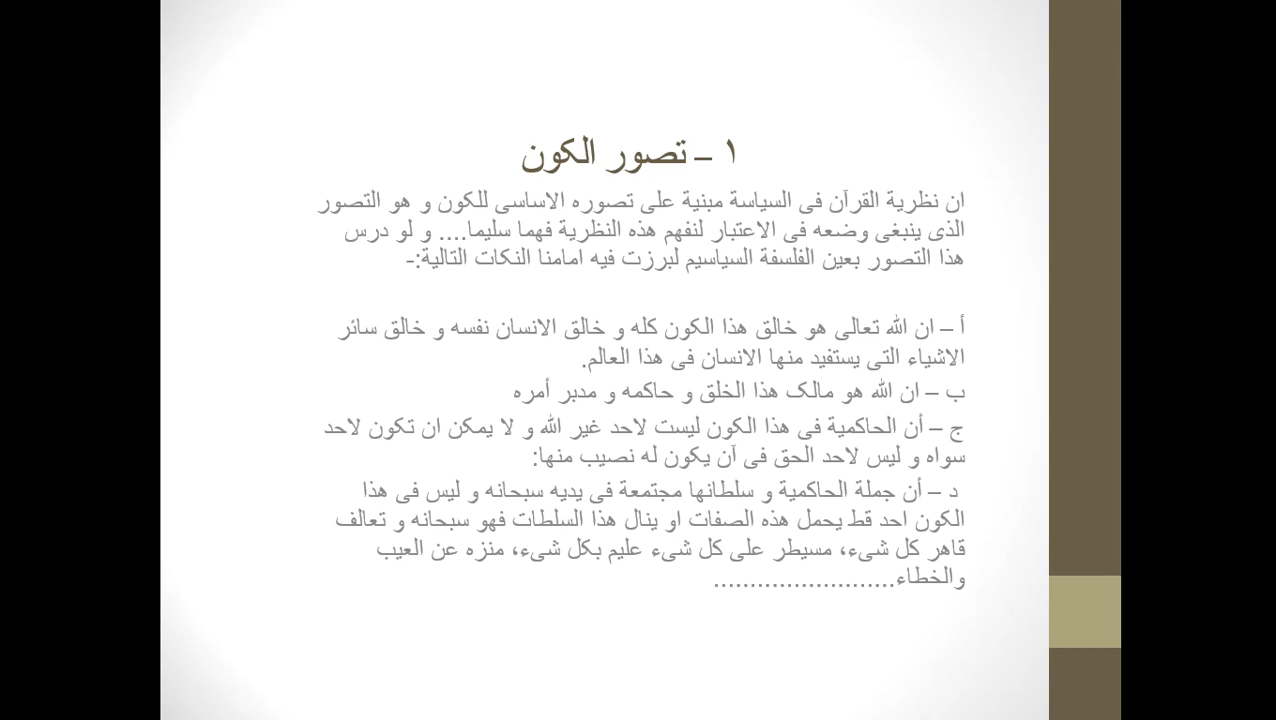 ١ – تصور الكون
ان نظرية القرآن فى السياسة مبنية على تصوره الاساسى للكون و هو التصور
الذى ينبغى وضعه فى الاعتبار لنفهم هذه النظرية فهما سليما.... و لو درس
هذا التصور بعين الفلسفة السياسيم لبرزت فيه امامنا النكات التالية:-
أ – ان الله تعالى هو خالق هذا الكون كله و خالق الانسان نفسه و خالق سائر
الاشياء التى يستفيد منها الانسان فى هذا العالم.
ب – ان الله هو مالک هذا الخلق و حاكمه و مدبر أمره
ج – أن الحاكمية فى هذا الكون ليست لاحد غير الله و لا يمكن ان تكون لاحد
سواه و ليس لاحد الحق فى آن يكون له نصيب منها:
د – أن جملة الحاكمية و سلطانها مجتمعة فى يديه سبحانه و ليس فى هذا
الكون احد قط يحمل هذه الصفات او ينال هذا السلطات فهو سبحانه و تعالف
قاهر كل شىء، مسيطر على كل شىء عليم بكل شىء، منزه عن العيب
والخطاء........................